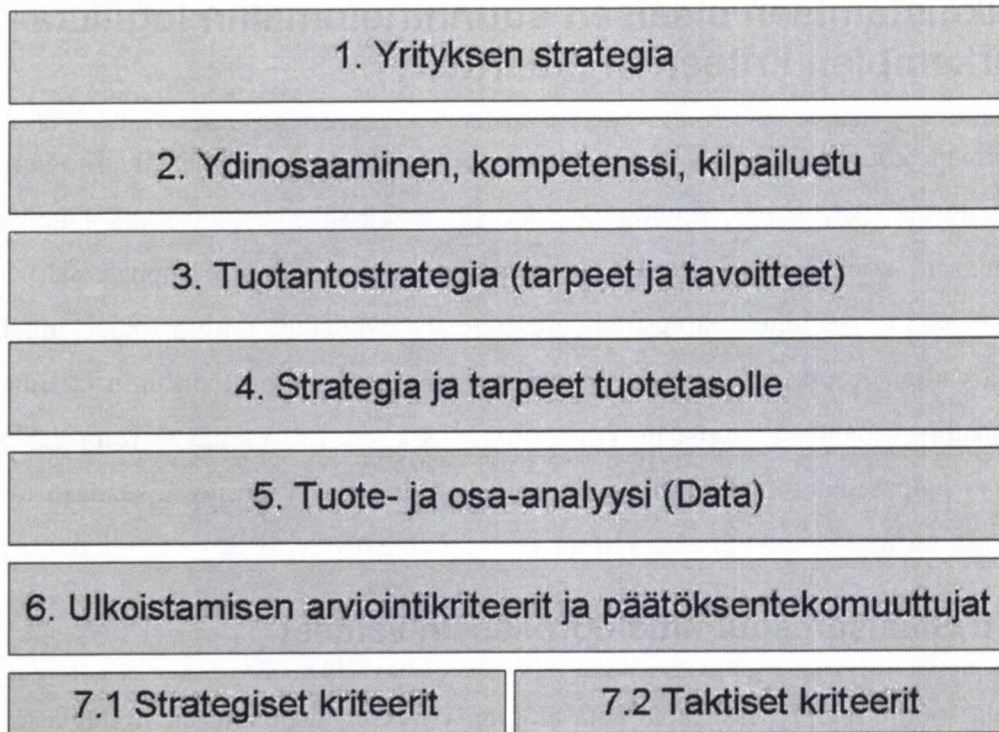 1. Yrityksen strategia
2. Ydinosaaminen, kompetenssi, kilpailuetu
3. Tuotantostrategia (tarpeet ja tavoitteet)
4. Strategia ja tarpeet tuotetasolle
5. Tuote- ja osa-analyysi (Data)
6. Ulkoistamisen arviointikriteerit ja päätöksentekomuuttujat
7.1 Strategiset kriteerit
7.2 Taktiset kriteerit